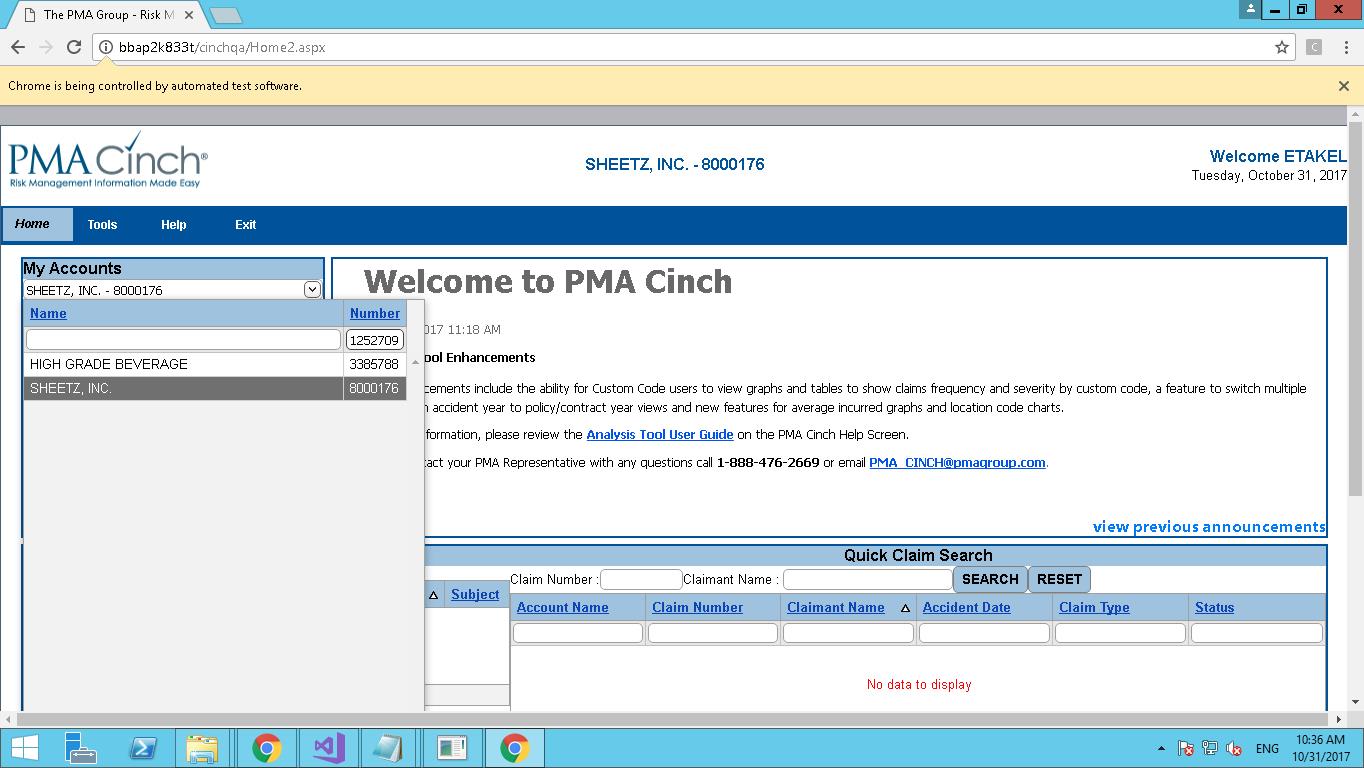 The PMA Group - Risk M
bbap2k833t/cinchqa/Home2.aspx
Chrome is being controlled by automated test software.
PMA Cinch®
Risk Management Information Made Easy
SHEETZ, INC. - 8000176
Welcome ETAKEL
Tuesday, October 31, 2017
Home Tools Help Exit
My Accounts
SHEETZ, INC. - 8000176
Name Number
1252709
HIGH GRADE BEVERAGE 3385788
SHEETZ, INC. 8000176
Welcome to PMA Cinch
017 11:18 AM
ool Enhancements
cements include the ability for Custom Code users to view graphs and tables to show claims frequency and severity by custom code, a feature to switch multiple
accident year to policy/contract year views and new features for average incurred graphs and location code charts.
formation, please review the Analysis Tool User Guide on the PMA Cinch Help Screen.
tact your PMA Representative with any questions call 1-888-476-2669 or email PMA_CINCH@pmagroup.com.
view previous announcements
Subject
Quick Claim Search
Claim Number : Claimant Name : SEARCH RESET
Account Name Claim Number Claimant Name Accident Date Claim Type Status
No data to display
ENG
10:36 AM
10/31/2017